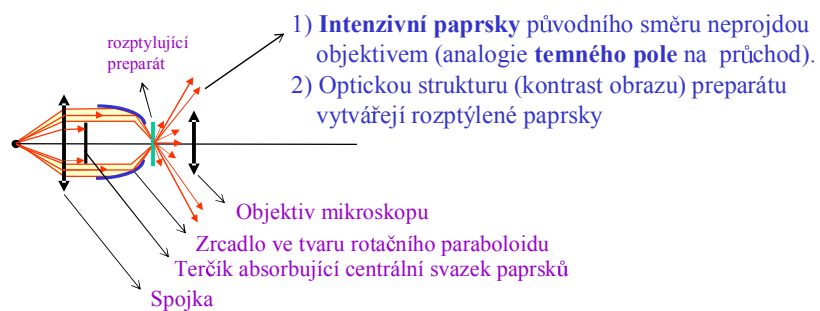 1) Intenzivní paprsky původního směru neprojdou
objektivem (analogie temného pole na průchod).
2) Optickou strukturu (kontrast obrazu) preparátu
vytvářejí rozptýlené paprsky
rozptylující
preparát
Objektiv mikroskopu
Zrcadlo ve tvaru rotačního paraboloidu
Terčík absorbující centrální svazek paprsků
Spojka